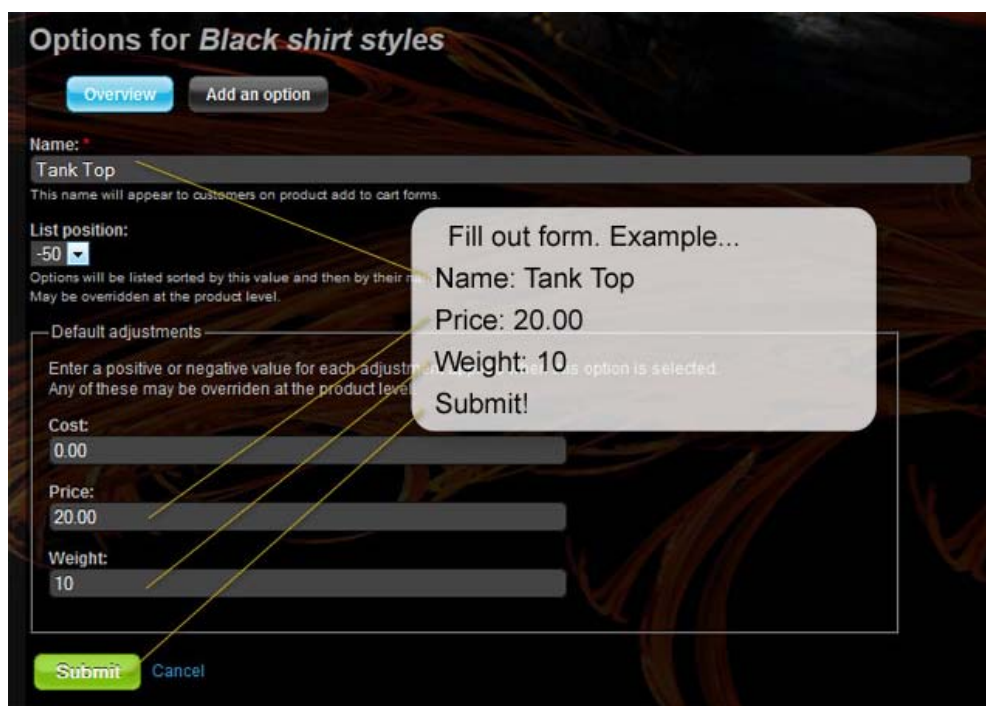 Options for Black shirt styles
Overview
Add an option
Name: *
Tank Top
This name will appear to customers on product add to cart forms.
List position:
-50
Options will be listed sorted by this value and then by their
May be overridden at the product level.
Fill out form. Example...
Name: Tank Top
Price: 20.00
Weight: 10
Submit!
Default adjustments
Enter a positive or negative value for each adjustment when this option is selected.
Any of these may be overriden at the product level.
Cost:
0.00
Price:
20.00
Weight:
10
Submit
Cancel